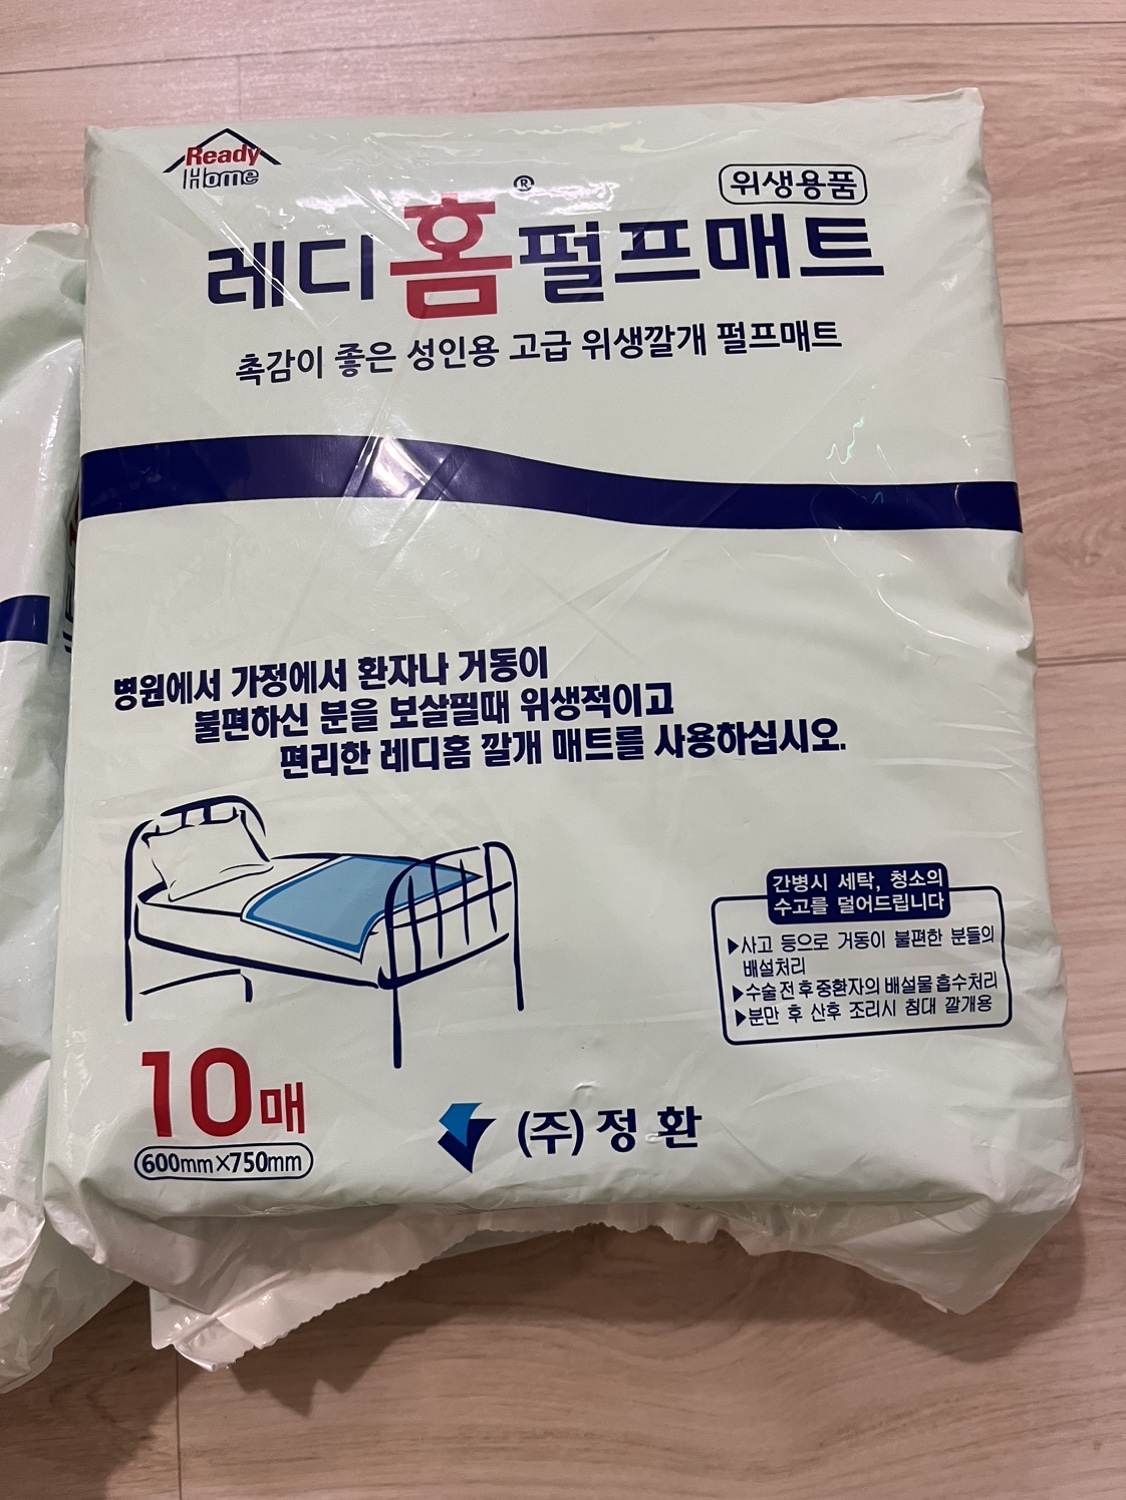 Ready
Home
®
위생용품
레디홈펄프매트
촉감이 좋은 성인용 고급 위생깔개 펄프매트
병원에서 가정에서 환자나 거동이
불편하신 분을 보살필때 위생적이고
편리한 레디홈 깔개 매트를 사용하십시오.
간병시 세탁, 청소의
수고를 덜어드립니다
▶사고 등으로 거동이 불편한 분들의
배설처리
▶수술 전 후 중환자의 배설물 흡수처리
▶분만 후 산후 조리시 침대 깔개용
10매
600mm×750mm
(주) 정환